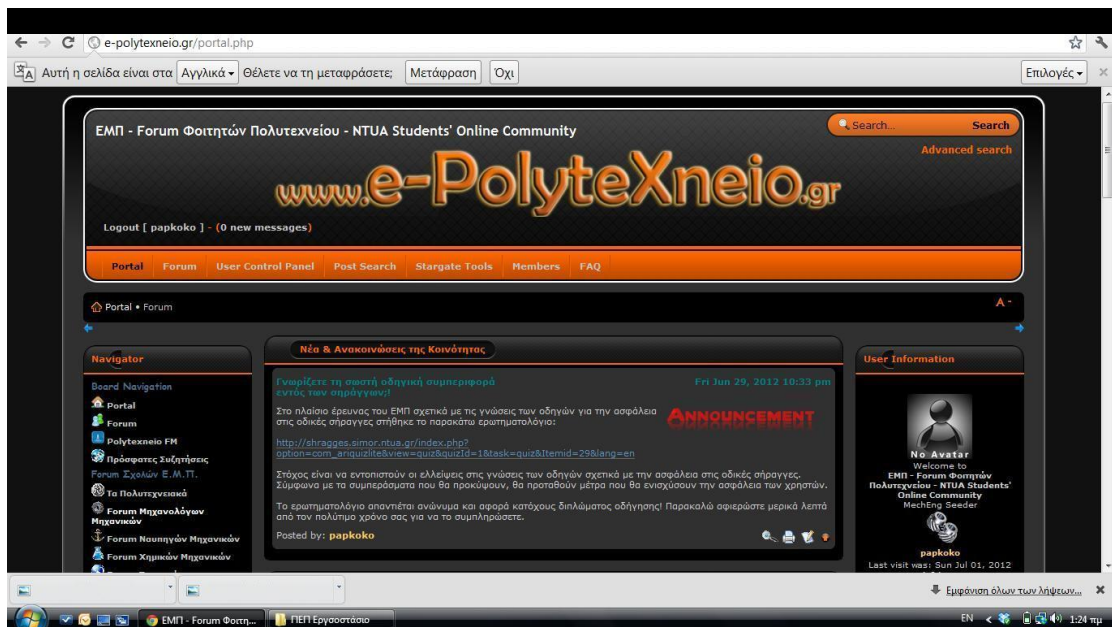 e-polytexneio.gr/portal.php
Αυτή η σελίδα είναι στα Αγγλικά Θέλετε να τη μεταφράσετε; Μετάφραση Όχι Επιλογές
ΕΜΠ - Forum Φοιτητών Πολυτεχνείου - NTUA Students' Online Community
Search... Search
Advanced search
www.e-PolyteXneio.gr
Logout [ papkoko ] - (0 new messages)
Portal Forum User Control Panel Post Search Stargate Tools Members FAQ
Portal • Forum
A-
Navigator
Board Navigation
Portal
Forum
Polytexneio FM
Πρόσφατες Συζητήσεις
Forum Σχολών Ε.Μ.Π.
Τα Πολυτεχνειακά
Forum Μηχανολόγων
Μηχανικών
Forum Ναυπηγών Μηχανικών
Forum Χημικών Μηχανικών
Νέα & Ανακοινώσεις της Κοινότητας
Γνωρίζετε τη σωστή οδηγική συμπεριφορά
εντός των σηράγγων;!
Fri Jun 29, 2012 10:33 pm
Στο πλαίσιο έρευνας του ΕΜΠ σχετικά με τις γνώσεις των οδηγών για την ασφάλεια
στις οδικές σήραγγες στήθηκε το παρακάτω ερωτηματολόγιο:
ANNOUNCEMENT
http://shragges.simor.ntua.gr/index.php?
option=com_ariquizlite&view=quiz&quizId=1&task=quiz&Itemid=29&lang=en
Στόχος είναι να εντοπιστούν οι ελλείψεις στις γνώσεις των οδηγών σχετικά με την ασφάλεια στις οδικές σήραγγες.
Σύμφωνα με τα συμπεράσματα που θα προκύψουν, θα προταθούν μέτρα που θα ενισχύσουν την ασφάλεια των χρηστών.
Το ερωτηματολόγιο απαντιέται ανώνυμα και αφορά κατόχους διπλώματος οδήγησης! Παρακαλώ αφιερώστε μερικά λεπτά
από τον πολύτιμο χρόνο σας για να το συμπληρώσετε.
Posted by: papkoko
User Information
No Avatar
Welcome to
ΕΜΠ - Forum Φοιτητών
Πολυτεχνείου - NTUA Students'
Online Community
MechEng Seeder
papkoko
Last visit was: Sun Jul 01, 2012
Εμφάνιση όλων των λήψεων...
ΕΜΠ - Forum Φοιτη... ΠΕΠ Εργοστάσιο EN 1:24 πμ